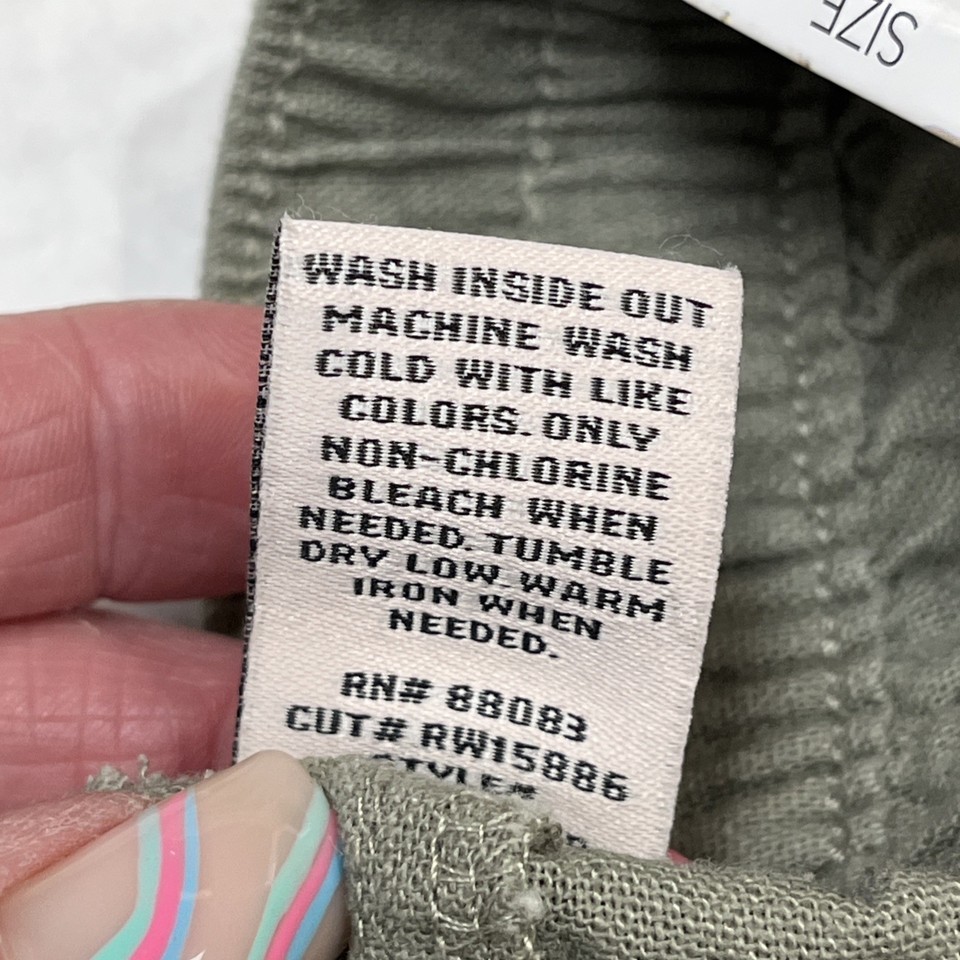 SIZE
WASH INSIDE OUT
MACHINE WASH
COLD WITH LIKE
COLORS. ONLY
NON-CHLORINE
BLEACH WHEN
NEEDED. TUMBLE
DRY LOW. WARM
IRON WHEN
NEEDED.
RN# 88083
CUT# RW15886
STYLE#